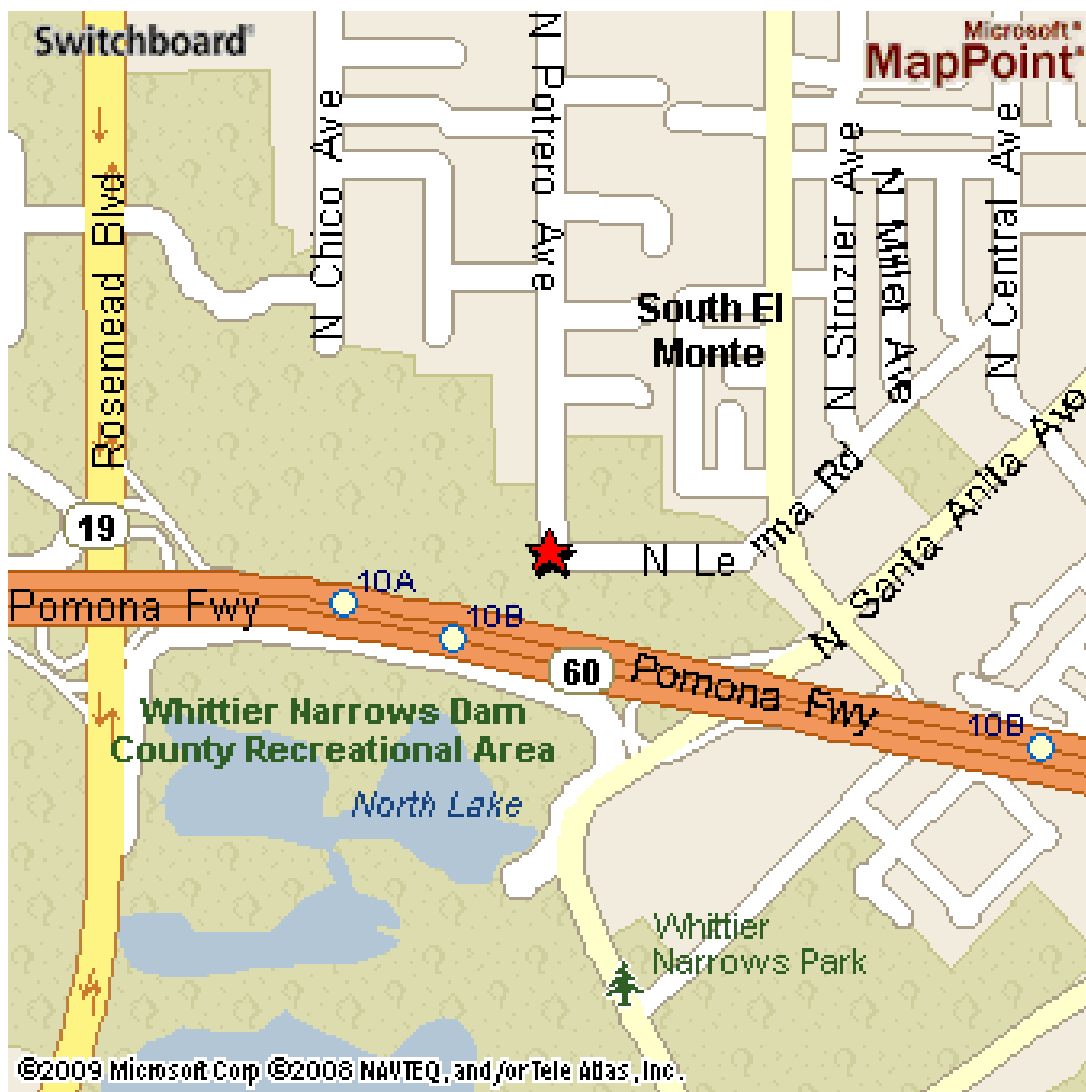 Switchboard®
Microsoft®
MapPoint®
N Potrero Ave
N Chico Ave
Rosemead Blvd
N Strozier Ave
N Millet Ave
N Central Ave
South El
Monte
19
N Lerma Rd
N Santa Anita Ave
10A
Pomona Fwy
10B
60
Pomona Fwy
10B
Whittier Narrows Dam
County Recreational Area
North Lake
Whittier
Narrows Park
©2009 Microsoft Corp ©2008 NAVTEQ, and/or Tele Atlas, Inc.